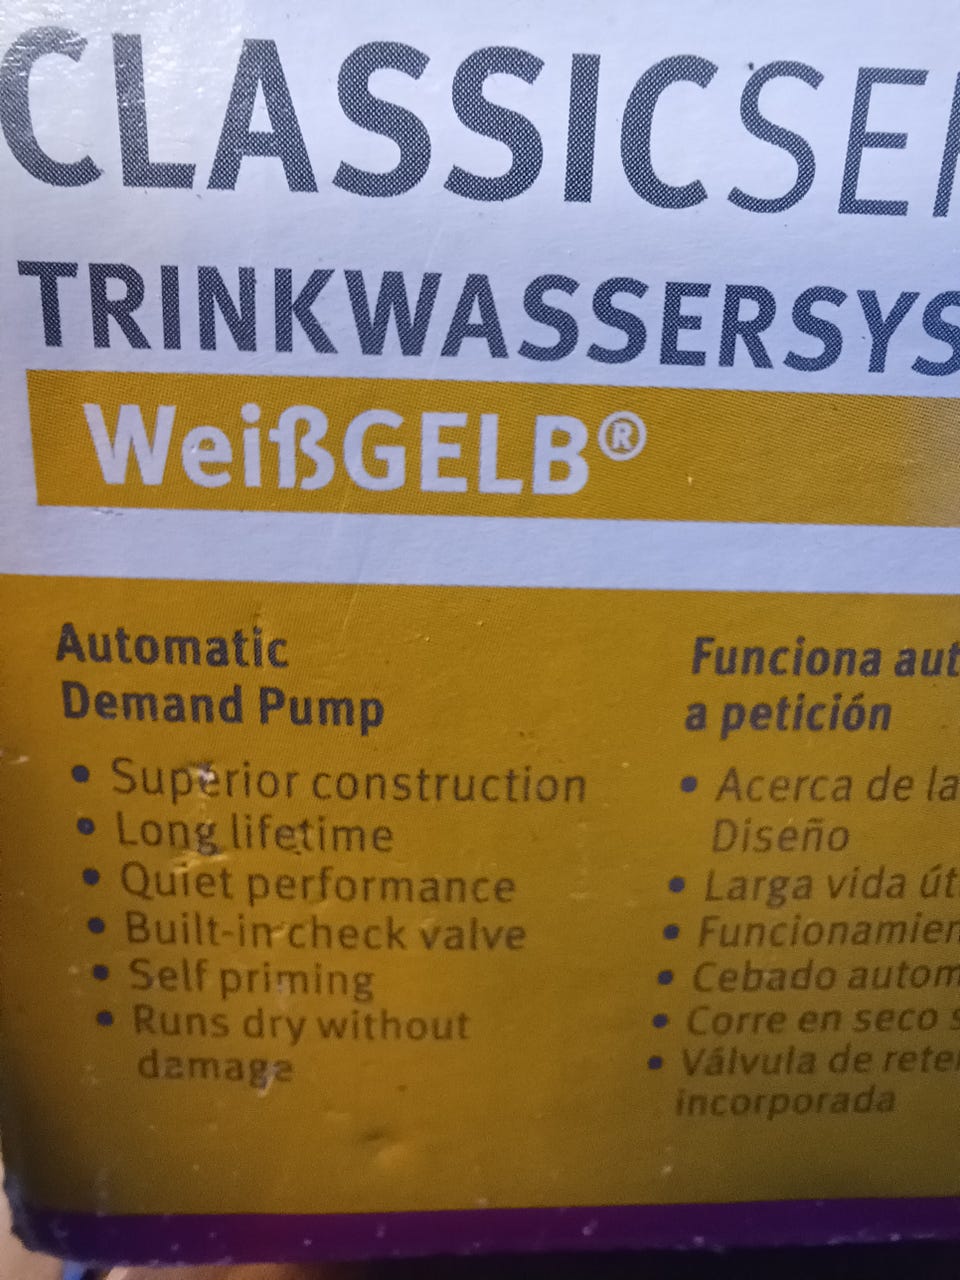 CLASSICSE
TRINKWASSERSYS
WeißGELB®
Automatic
Demand Pump
• Superior construction
• Long lifetime
• Quiet performance
• Built-in check valve
• Self priming
• Runs dry without
damage
Funciona aut
a petición
• Acerca de la
Diseño
• Larga vida út
• Funcionamien
• Cebado autom
• Corre en seco s
• Válvula de rete
incorporada